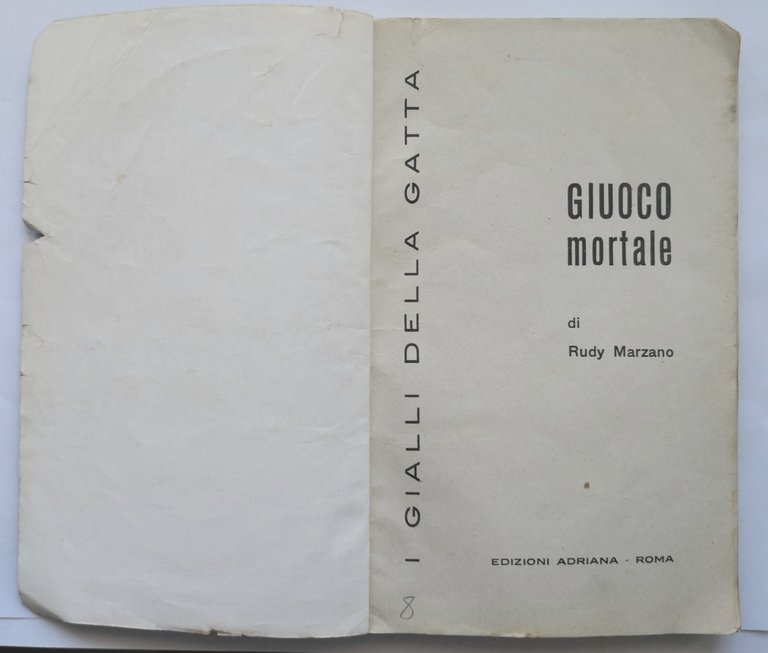 I GIALLI DELLA GATTA
GIUOCO
mortale
di
Rudy Marzano
EDIZIONI ADRIANA - ROMA
8